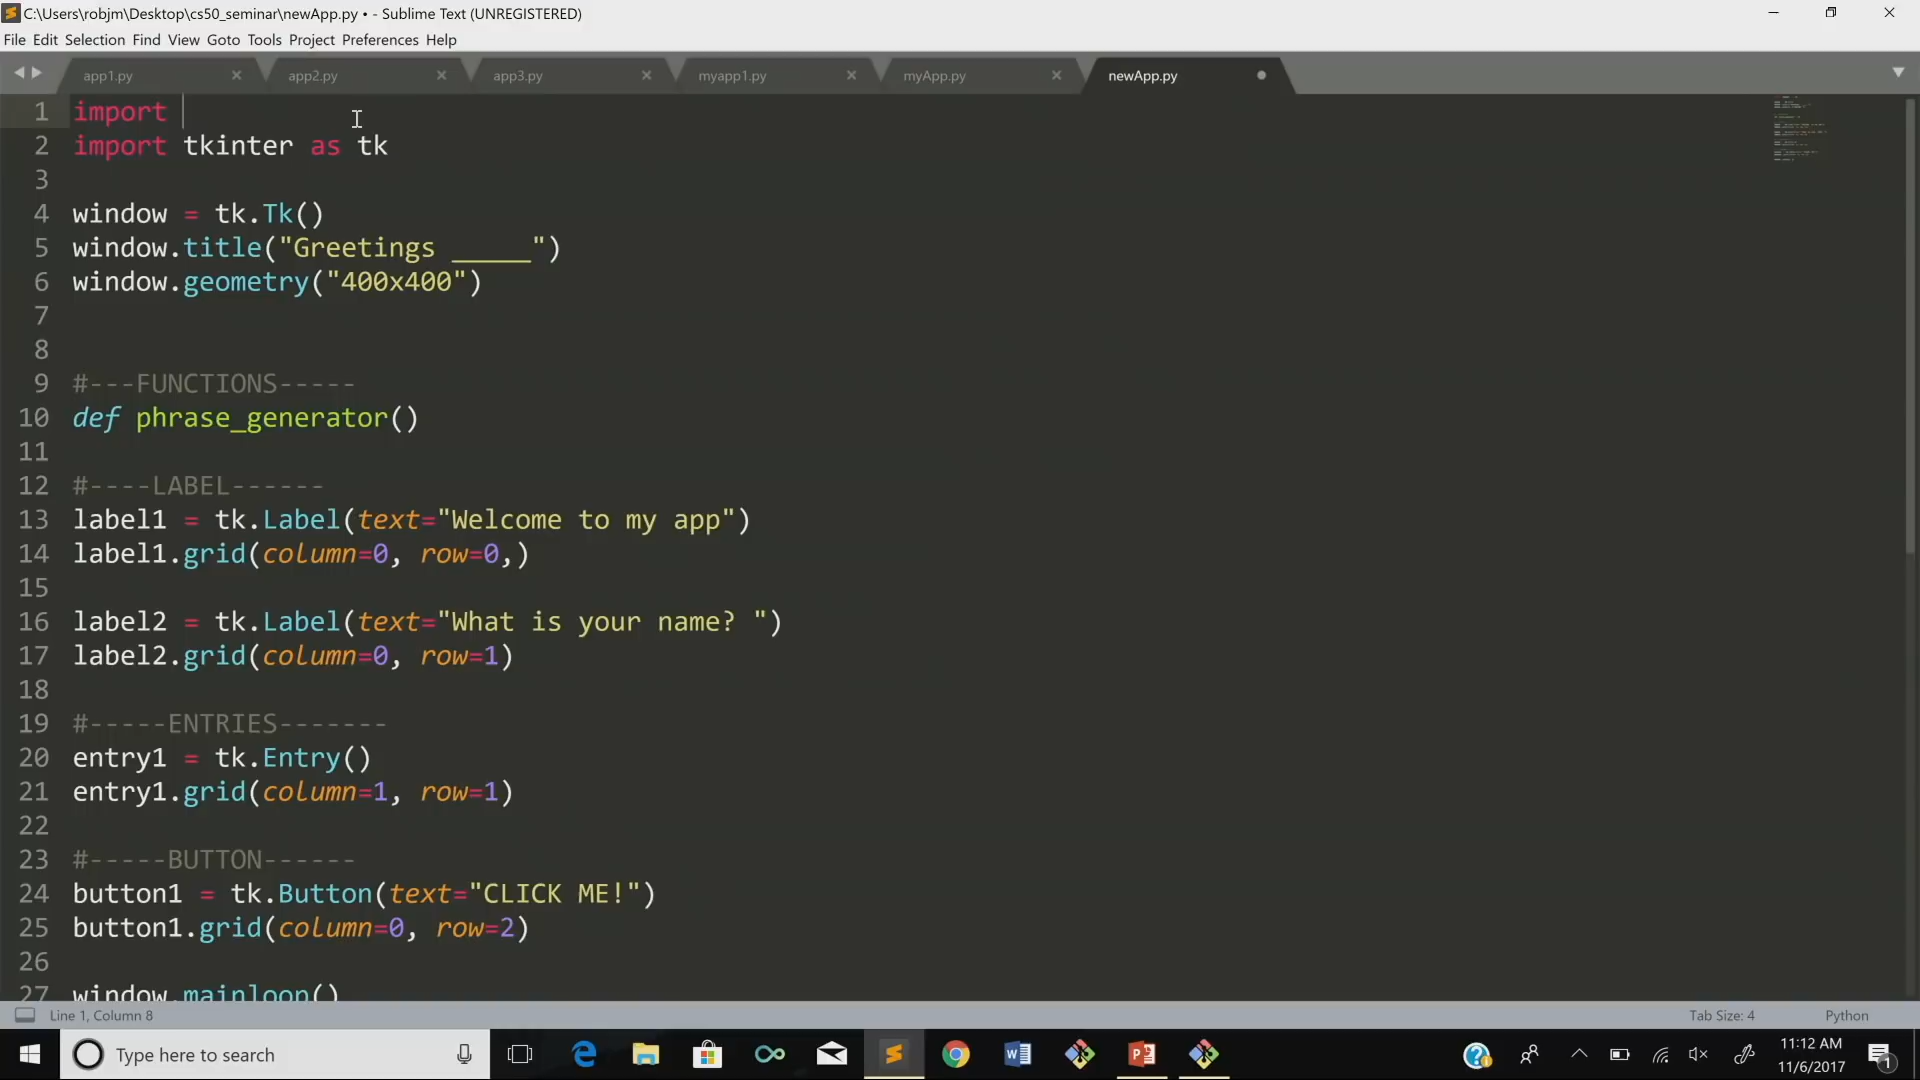 C:\Users\robjm\Desktop\cs50_seminar\newApp.py • - Sublime Text (UNREGISTERED)
File Edit Selection Find View Goto Tools Project Preferences Help
app1.py app2.py app3.py myapp1.py myApp.py newApp.py
1 import
2 import tkinter as tk
3
4 window = tk.Tk()
5 window.title("Greetings _____")
6 window.geometry("400x400")
7
8
9 #---FUNCTIONS-----
10 def phrase_generator()
11
12 #----LABEL------
13 label1 = tk.Label(text="Welcome to my app")
14 label1.grid(column=0, row=0,)
15
16 label2 = tk.Label(text="What is your name? ")
17 label2.grid(column=0, row=1)
18
19 #-----ENTRIES-------
20 entry1 = tk.Entry()
21 entry1.grid(column=1, row=1)
22
23 #-----BUTTON------
24 button1 = tk.Button(text="CLICK ME!")
25 button1.grid(column=0, row=2)
26
27 window.mainloop()
Line 1, Column 8 Tab Size: 4 Python
Type here to search
11:12 AM
11/6/2017
1